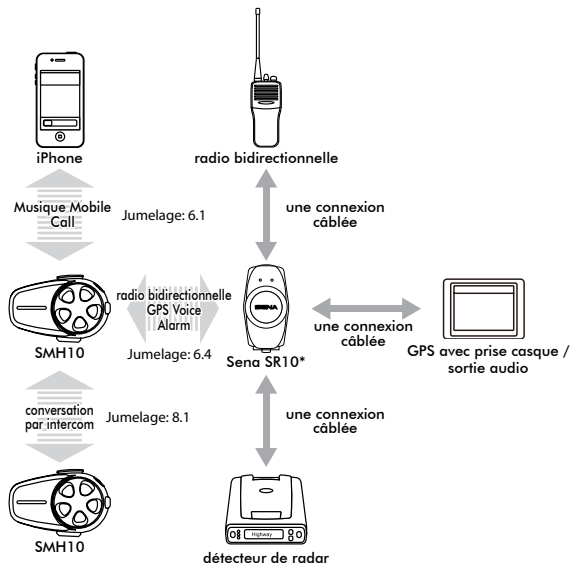 iPhone
radio bidirectionnelle
Musique Mobile
Call
Jumelage: 6.1
une connexion
câblée
radio bidirectionnelle
GPS Voice
Alarm
Jumelage: 6.4
SMH10
SENA
Sena SR10*
une connexion
câblée
GPS avec prise casque /
sortie audio
conversation
par intercom
Jumelage: 8.1
une connexion
câblée
SMH10
Highway
détecteur de radar